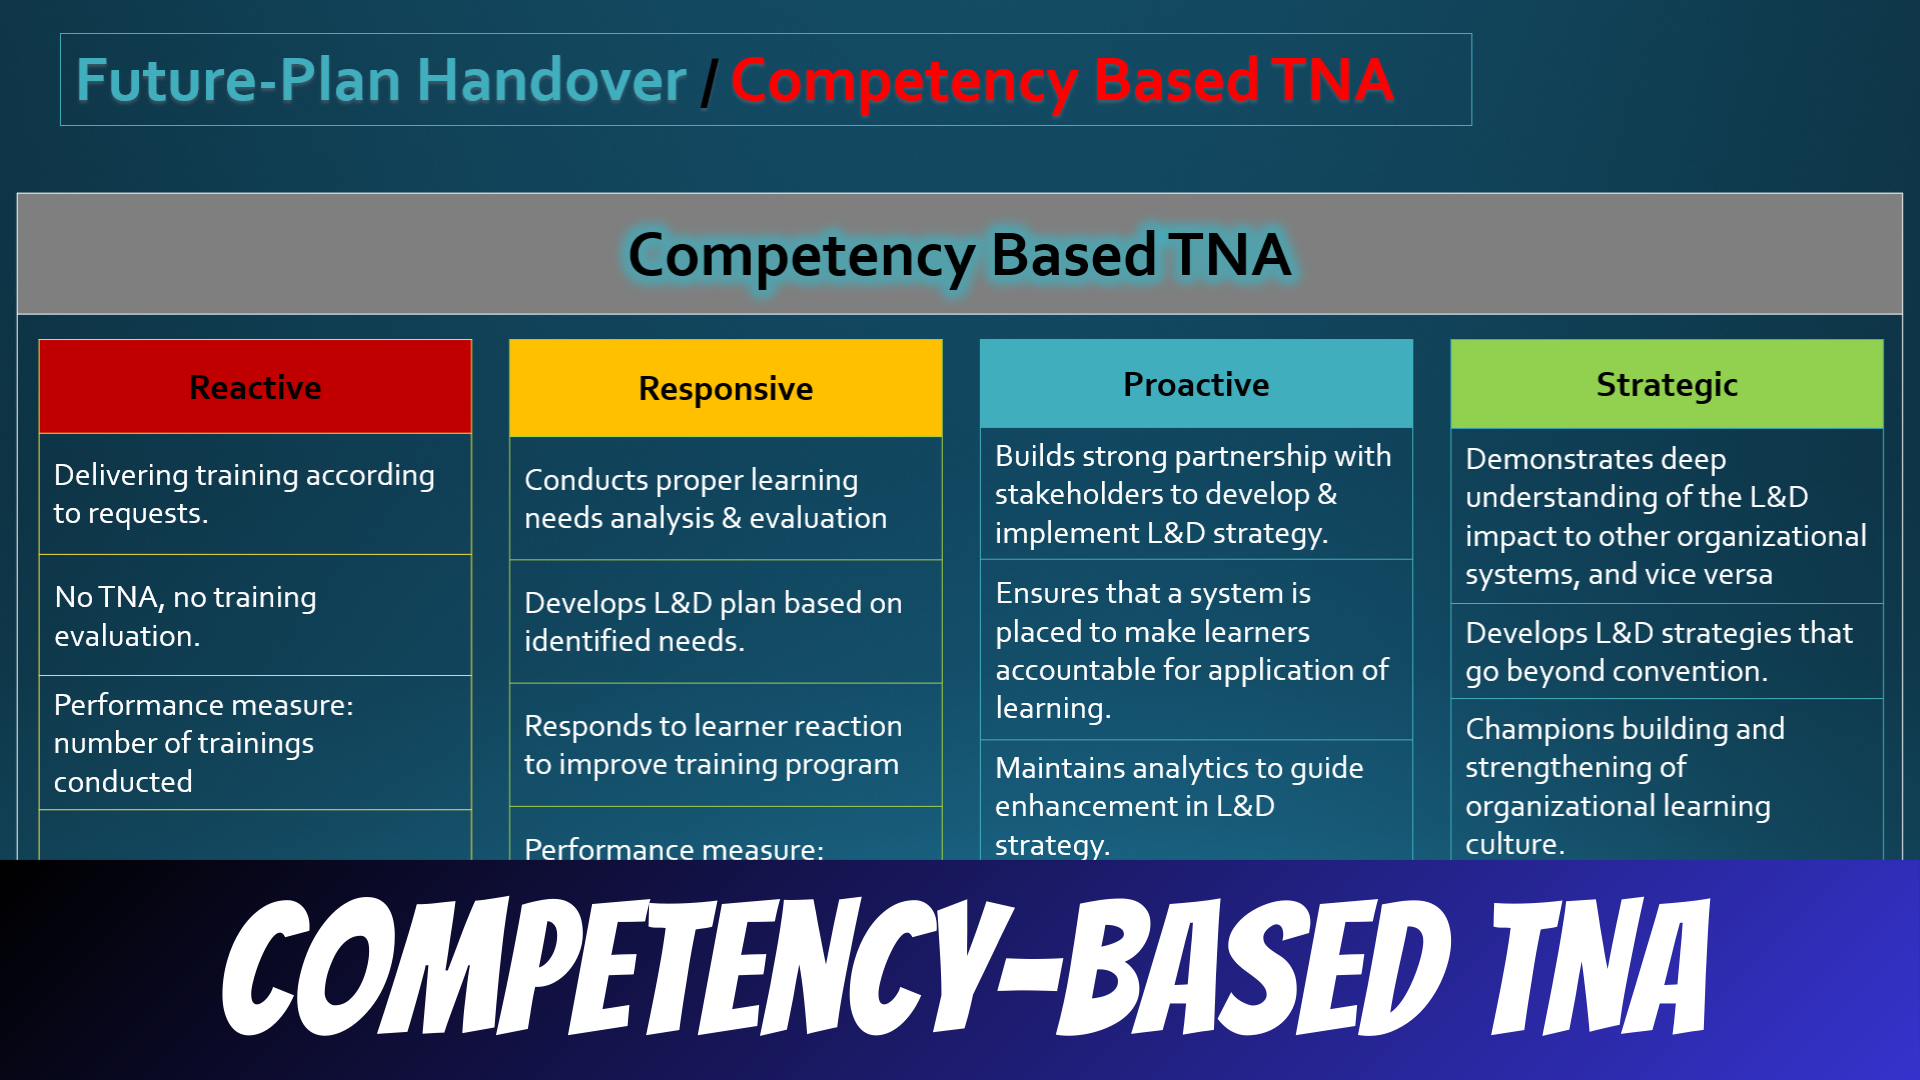 Future-Plan Handover / Competency Based TNA
Competency Based TNA
Reactive
Delivering training according
to requests.
No TNA, no training
evaluation.
Performance measure:
number of trainings
conducted
Responsive
Conducts proper learning
needs analysis & evaluation
Develops L&D plan based on
identified needs.
Responds to learner reaction
to improve training program
Performance measure:
Proactive
Builds strong partnership with
stakeholders to develop &
implement L&D strategy.
Ensures that a system is
placed to make learners
accountable for application of
learning.
Maintains analytics to guide
enhancement in L&D
strategy.
Strategic
Demonstrates deep
understanding of the L&D
impact to other organizational
systems, and vice versa
Develops L&D strategies that
go beyond convention.
Champions building and
strengthening of
organizational learning
culture.
COMPETENCY-BASED TNA